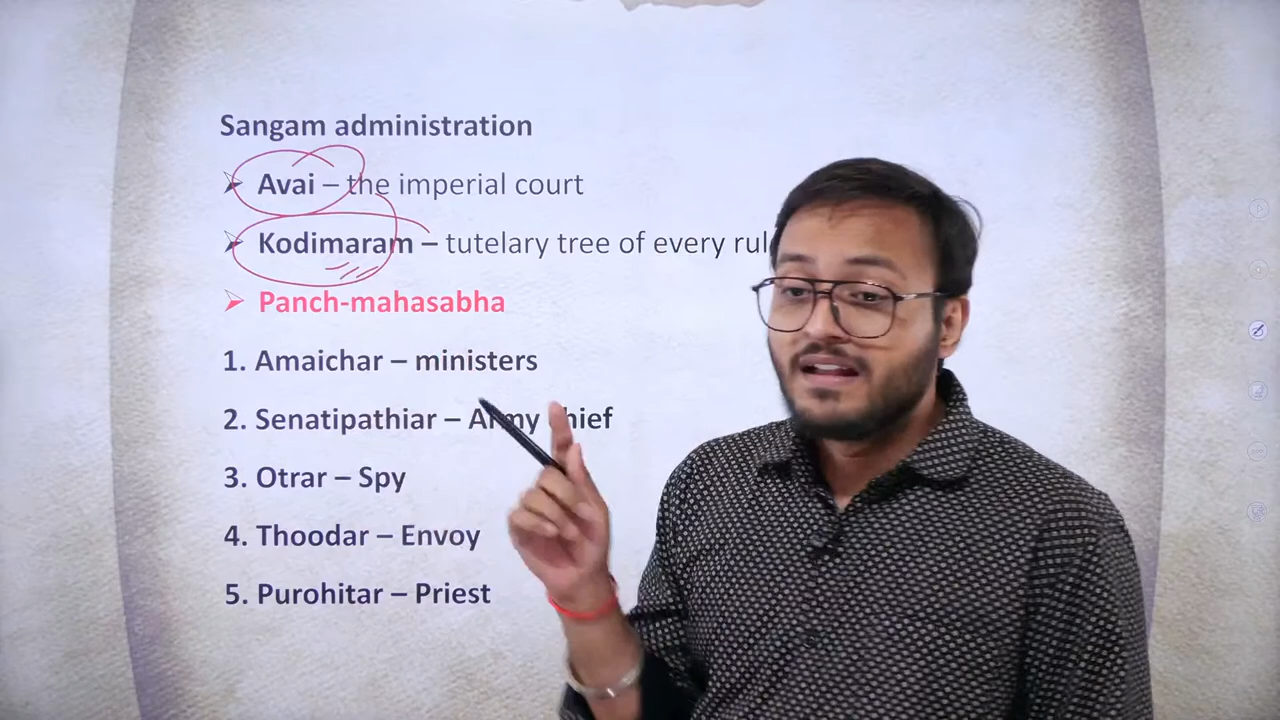 Sangam administration
➢ Avai – the imperial court
➢ Kodimaram – tutelary tree of every
➢ Panch-mahasabha
1. Amaichar – ministers
2. Senatipathiar – Army
3. Otrar – Spy
4. Thoodar – Envoy
5. Purohitar – Priest